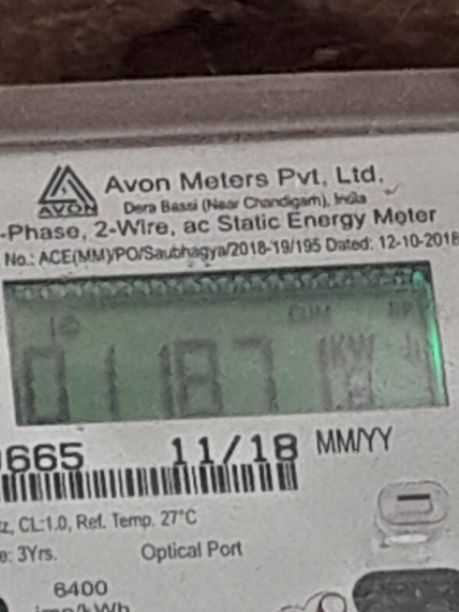 Avon Meters Pvt. Ltd.
AVON
Dera Bassi (Near Chandigarh), India
-Phase, 2-Wire, ac Static Energy Meter
No.: ACE(MM)/PO/Saubhagya/2018-19/195 Dated: 12-10-2018
CUM
KW
665 11/18 MM/YY
z, CL:1.0, Ref. Temp. 27°C
e: 3Yrs. Optical Port
6400
imp/kWh